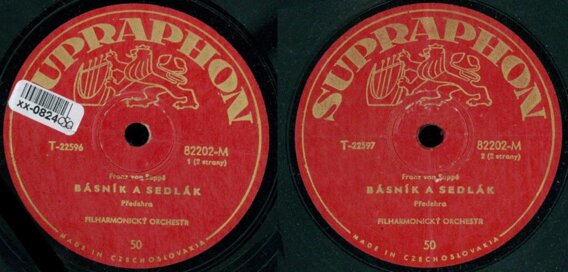 SUPRAPHON
xx-0824
T-22596
82202-M
1 (2 strany)
Franz von Suppé
BÁSNÍK A SEDLÁK
Předehra
FILHARMONICKÝ ORCHESTR
50
MADE IN CZECHOSLOVAKIA
SUPRAPHON
T-22597
82202-M
2 (2 strany)
Franz von Suppé
BÁSNÍK A SEDLÁK
Předehra
FILHARMONICKÝ ORCHESTR
50
MADE IN CZECHOSLOVAKIA